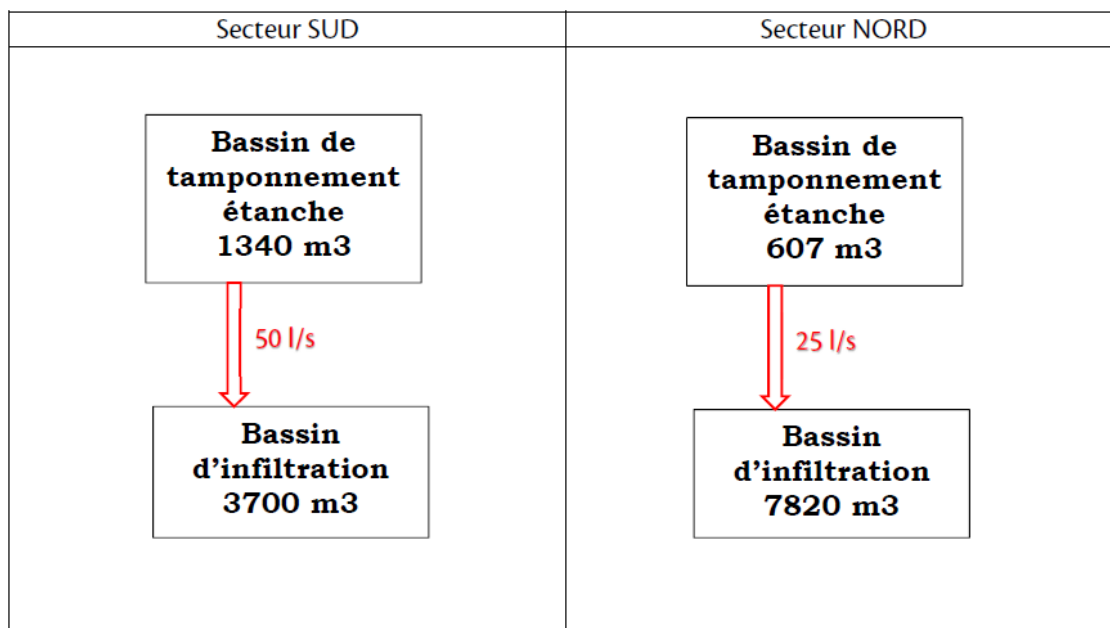 Secteur SUD
Secteur NORD
Bassin de
tamponnement
étanche
1340 m3
50 l/s
Bassin
d’infiltration
3700 m3
Bassin de
tamponnement
étanche
607 m3
25 l/s
Bassin
d’infiltration
7820 m3